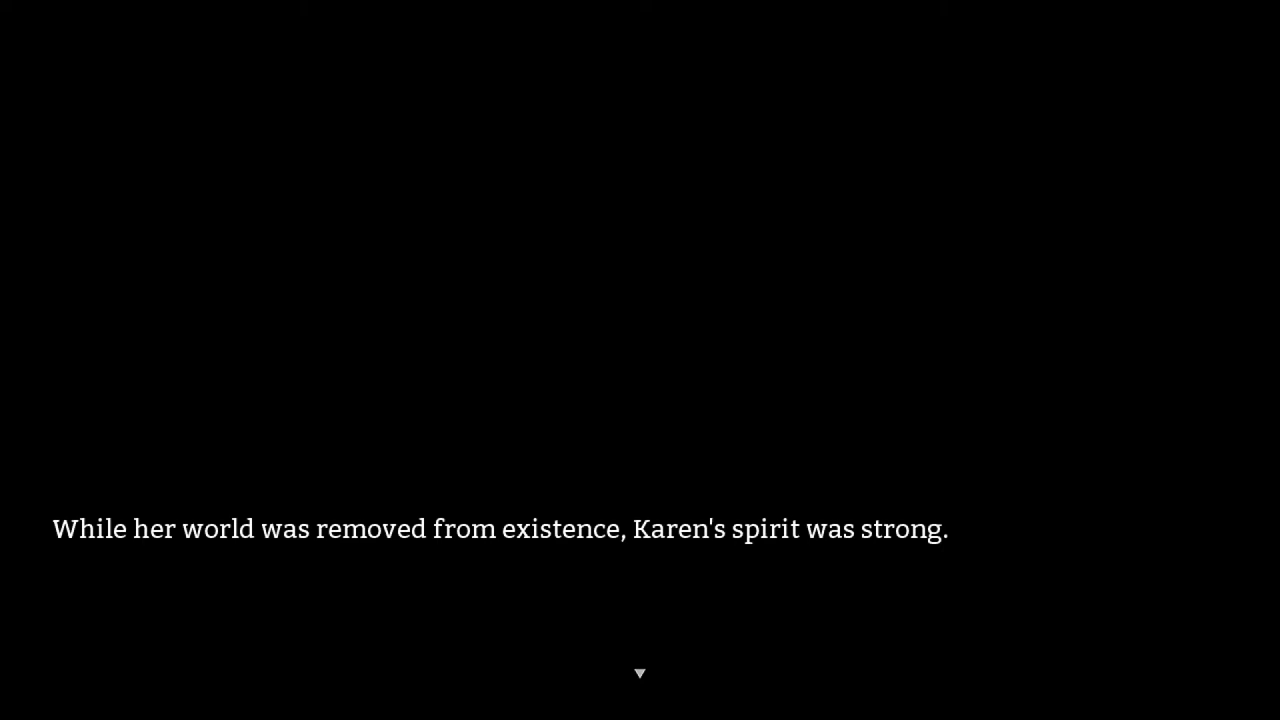 While her world was removed from existence, Karen's spirit was strong.